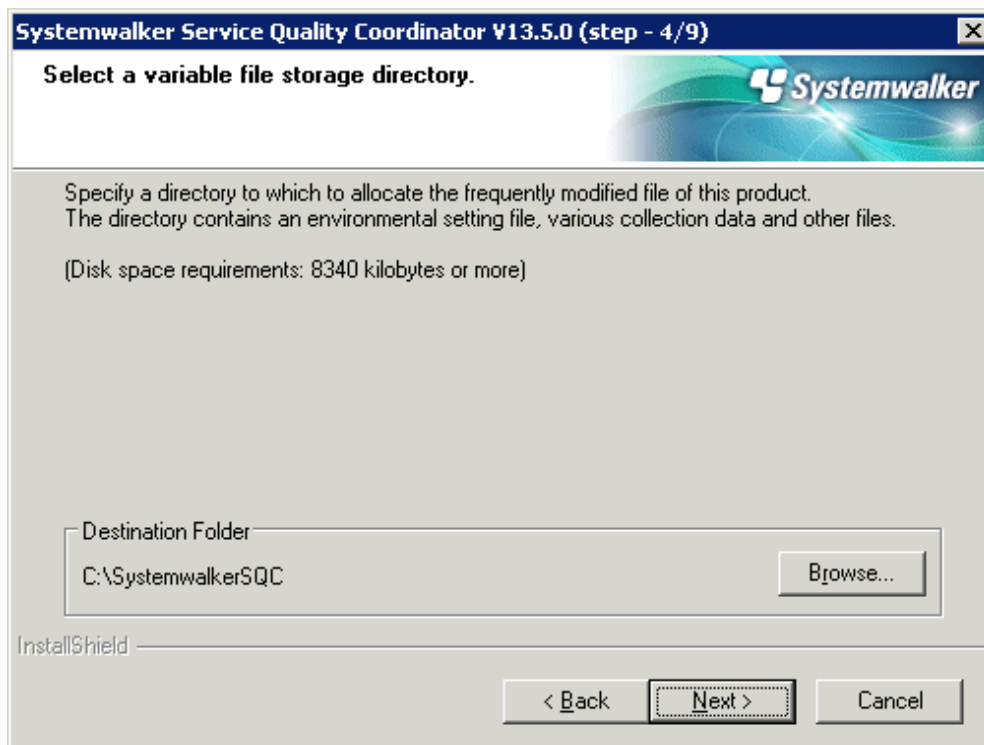 Systemwalker Service Quality Coordinator V13.5.0 (step - 4/9)
Select a variable file storage directory.
Systemwalker
Specify a directory to which to allocate the frequently modified file of this product.
The directory contains an environmental setting file, various collection data and other files.
(Disk space requirements: 8340 kilobytes or more)
Destination Folder
C:\SystemwalkerSQC
Browse...
InstallShield
< Back
Next >
Cancel